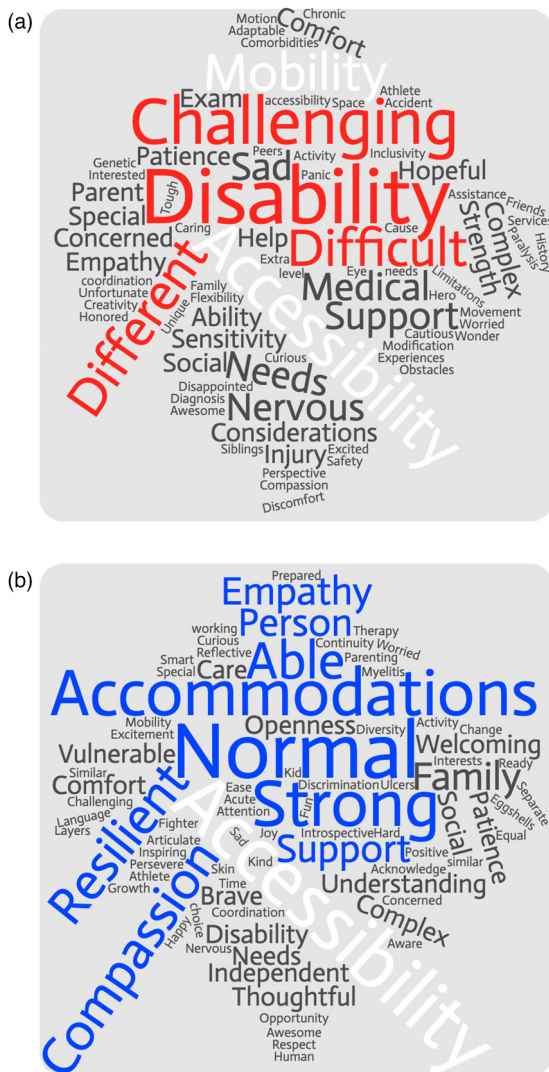 (a)
Motion Chronic
Adaptable Comfort
Comorbidities
Mobility
Exam accessibility Space Athlete
Accident
Challenging
Patience Sad Peers Activity Inclusivity
Genetic
Interested
Panic Hopeful
Parent Tough Disability Assistance Friends
Special Services
Concerned Caring Help Cause Complex History
Empathy Extra Difficult Strength Paralysis
Accessibility
coordination level Eye needs Limitations
Unfortunate Family Medical Hero
Creativity Flexibility
Honored Unique Ability Support Movement
Different Sensitivity Cautious Worried
Modification Wonder
Social Needs Curious Experiences
Obstacles
Disappointed
Diagnosis Nervous
Awesome
Considerations
Siblings Injury Excited
Safety
Perspective
Compassion
Discomfort
(b)
Prepared
Empathy
working Person Therapy
Curious Continuity Worried
Reflective Able Parenting
Smart Care Myelitis
Special
Accommodations
Mobility Openness Diversity Activity Change
Excitement Normal Welcoming
Vulnerable Interests Ready
Similar Kid Family Separate
Comfort Ease Discrimination Ulcers
Challenging Acute Fun Strong Social Patience Eggshells
Language Resilient Attention
Layers Fighter Sad Joy Introspective Hard Equal
Accessibility
Articulate Support Positive similar
Inspiring Kind
Persevere Skin Acknowledge
Athlete Time Understanding
Growth Compassion Brave Concerned
choice Coordination Complex
Happy Disability Aware
Nervous Needs
Independent
Thoughtful
Opportunity
Awesome
Respect
Human